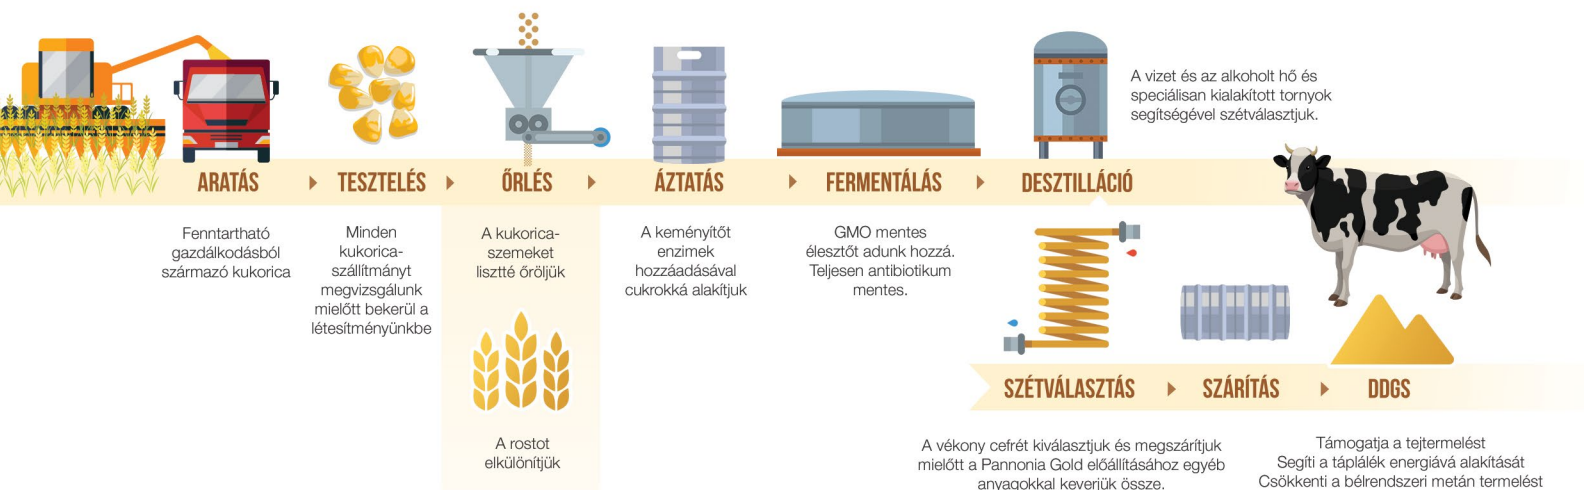 A vizet és az alkoholt hő és
speciálisan kialakított tornyok
segítségével szétválasztjuk.
ARATÁS
TESZTELÉS
ŐRLÉS
ÁZTATÁS
FERMENTÁLÁS
DESZTILLÁCIÓ
Fenntartható
gazdálkodásból
származó kukorica
Minden
kukorica-
szállítmányt
megvizsgálunk
mielőtt bekerül a
létesítményünkbe
A kukorica-
szemeket
lisztté őröljük
A rostot
elkülönítjük
A keményítőt
enzimek
hozzáadásával
cukrokká alakítjuk
GMO mentes
élesztőt adunk hozzá.
Teljesen antibiotikum
mentes.
SZÉTVÁLASZTÁS
SZÁRÍTÁS
DDGS
A vékony cefrét kiválasztjuk és megszárítjuk
mielőtt a Pannonia Gold előállításához egyéb
anyagokkal keverjük össze.
Támogatja a tejtermelést
Segíti a táplálék energiává alakítását
Csökkenti a bélrendszeri metán termelést